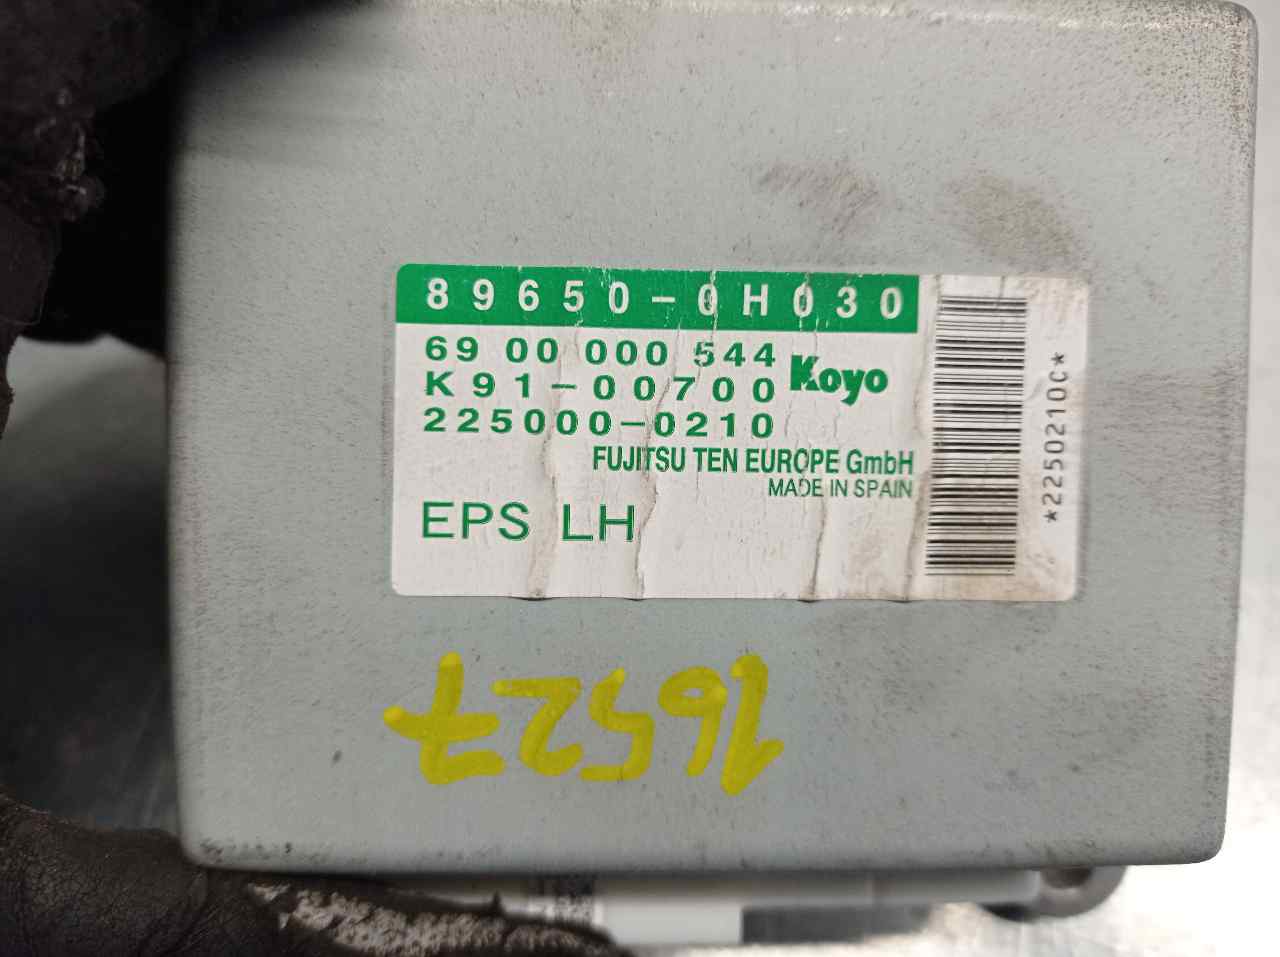 89650-0H030
69 00 000 544
K91-00700
Koyo
225000-0210
FUJITSU TEN EUROPE GmbH
MADE IN SPAIN
EPS LH
*2250210C*
16527